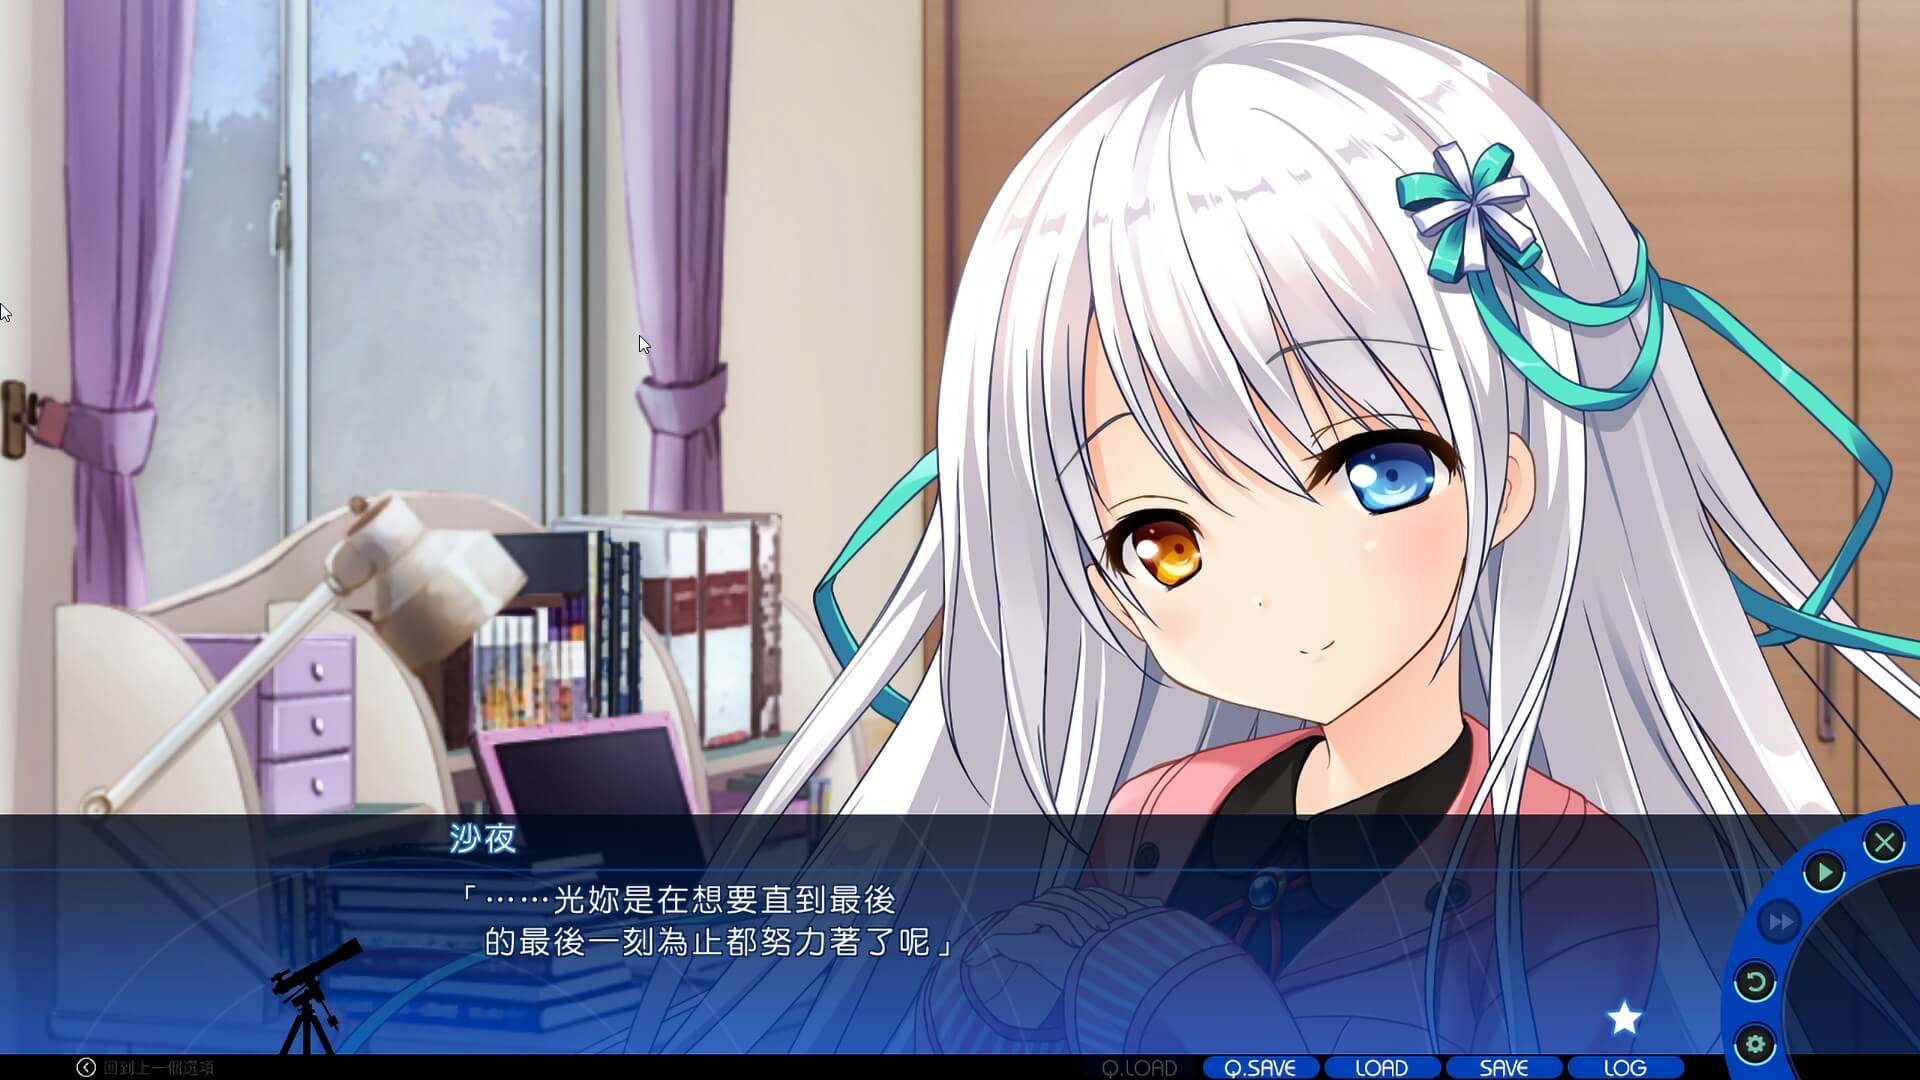 沙夜
「……光妳是在想要直到最後
的最後一刻為止都努力著了呢」
回到上一個選項
Q.LOAD
Q.SAVE
LOAD
SAVE
LOG